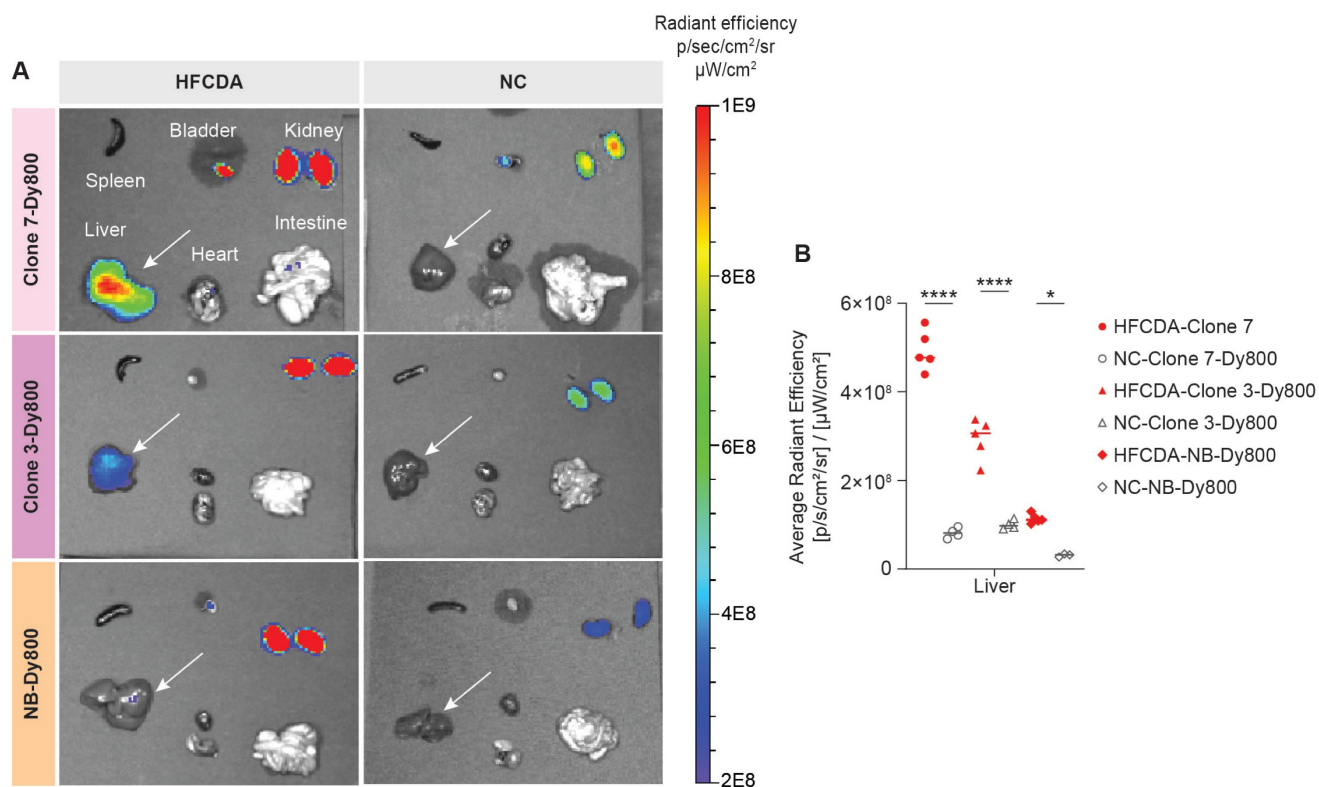 Radiant efficiency
p/sec/cm²/sr
µW/cm²
A
HFCDA
NC
1E9
8E8
6E8
4E8
2E8
Clone 7-Dy800
Bladder
Kidney
Spleen
Liver
Heart
Intestine
Clone 3-Dy800
NB-Dy800
B
Average Radiant Efficiency
[p/s/cm²/sr] / [µW/cm²]
6×10⁸
4×10⁸
2×10⁸
0
****
****
*
Liver
HFCDA-Clone 7
NC-Clone 7-Dy800
HFCDA-Clone 3-Dy800
NC-Clone 3-Dy800
HFCDA-NB-Dy800
NC-NB-Dy800